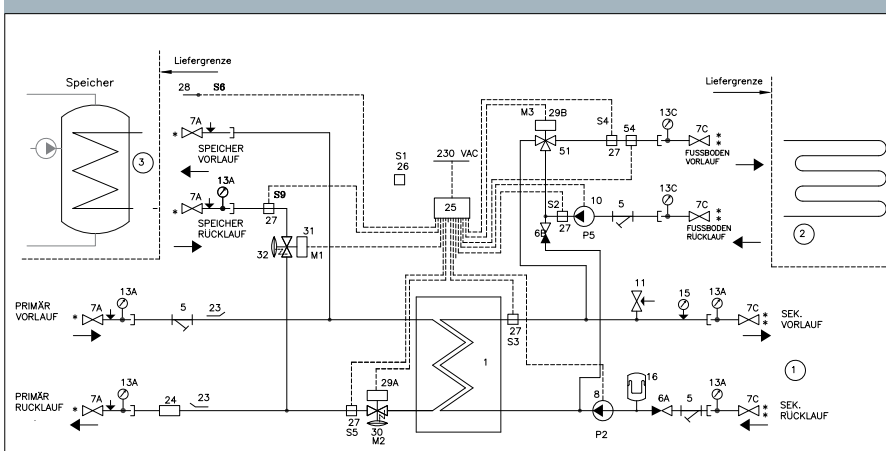 Liefergrenze
Liefergrenze
Speicher
28 S6
M3 29B
S4 54
13C
7C
7A
*
SPEICHER
VORLAUF
S1
26
230 VAC
51
27
FUSSBODEN
VORLAUF
*
*
3
13A
7A
*
S9
27
SPEICHER
RÜCKLAUF
25
S2
27
10
P5
5
13C
7C
*
*
FUSSBODEN
RÜCKLAUF
6B
2
31
32
M1
PRIMÄR
VORLAUF
*
7A
13A
5
23
11
15
13A
7C
*
*
SEK.
VORLAUF
27
S3
1
1
PRIMÄR
RUCKLAUF
*
7A
13A
24
23
29A
27
S5
30
M2
8
P2
16
6A
5
13A
7C
*
*
SEK.
RÜCKLAUF